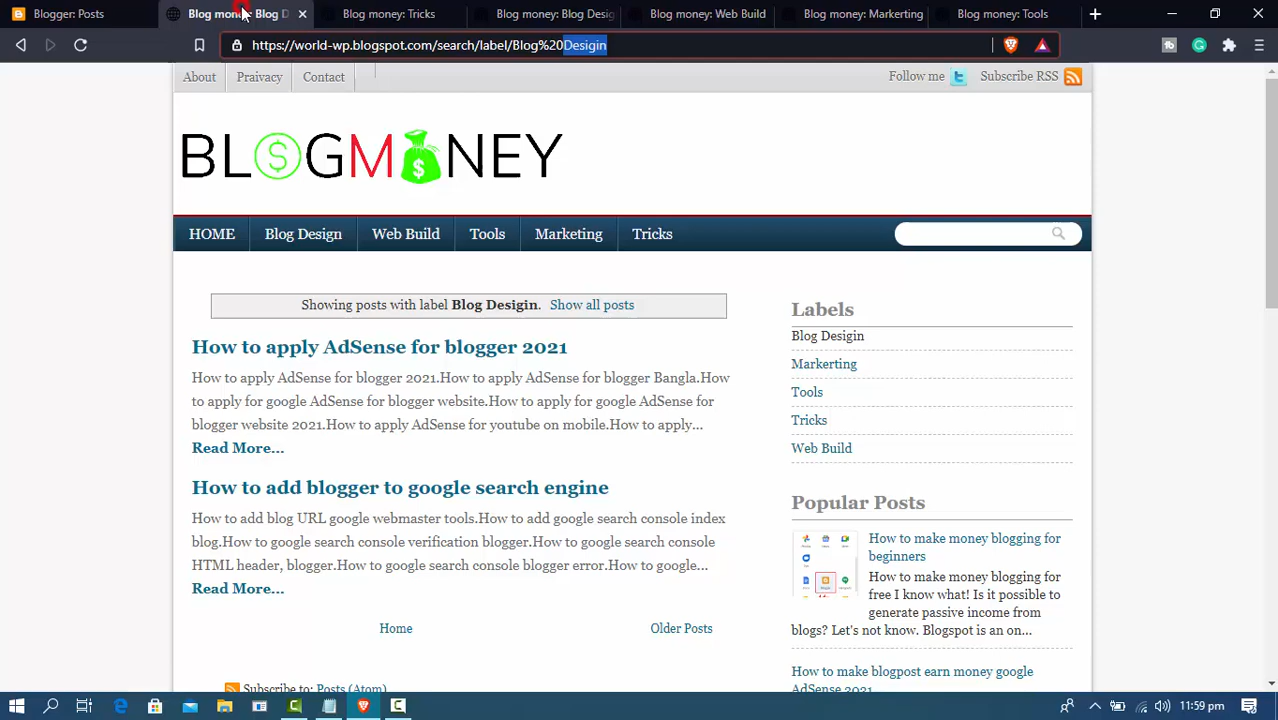 Blogger: Posts
Blog money: Blog D
Blog money: Tricks
Blog money: Blog Desig
Blog money: Web Build
Blog money: Markerting
Blog money: Tools
https://world-wp.blogspot.com/search/label/Blog%20Desigin
About
Praivacy
Contact
Follow me
Subscribe RSS
BLOGMONEY
HOME
Blog Design
Web Build
Tools
Marketing
Tricks
Showing posts with label Blog Desigin. Show all posts
How to apply AdSense for blogger 2021
How to apply AdSense for blogger 2021.How to apply AdSense for blogger Bangla.How
to apply for google AdSense for blogger website.How to apply for google AdSense for
blogger website 2021.How to apply AdSense for youtube on mobile.How to apply...
Read More...
How to add blogger to google search engine
How to add blog URL google webmaster tools.How to add google search console index
blog.How to google search console verification blogger.How to google search console
HTML header, blogger.How to google search console blogger error.How to google...
Read More...
Home
Older Posts
Subscribe to: Posts (Atom)
Labels
Blog Desigin
Markerting
Tools
Tricks
Web Build
Popular Posts
How to make money blogging for
beginners
How to make money blogging for
free I know what! Is it possible to
generate passive income from
blogs? Let's not know. Blogspot is an on...
How to make blogpost earn money google
AdSense 2021
11:59 pm